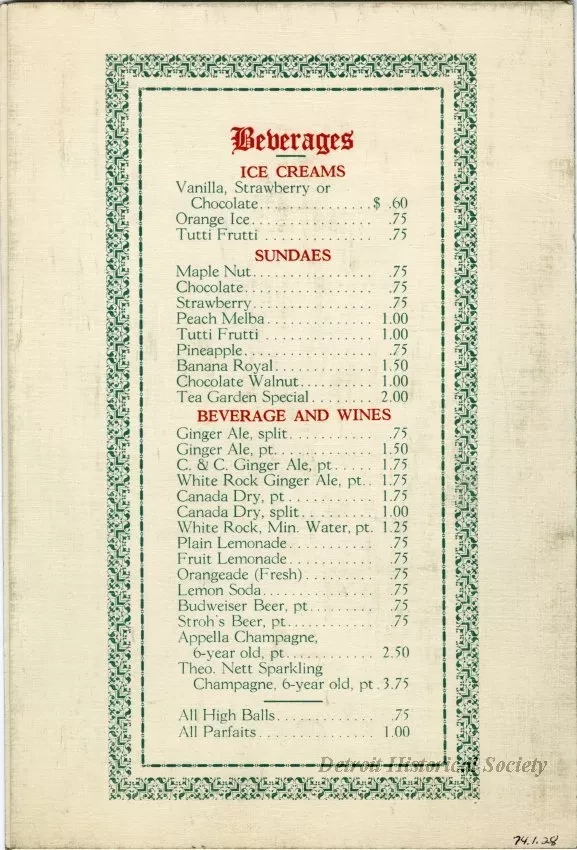 Beverages
ICE CREAMS
Vanilla, Strawberry or
Chocolate............... $ .60
Orange Ice............... .75
Tutti Frutti ............... .75
SUNDAES
Maple Nut............... .75
Chocolate............... .75
Strawberry............... .75
Peach Melba............. 1.00
Tutti Frutti ............. 1.00
Pineapple............... .75
Banana Royal............ 1.50
Chocolate Walnut......... 1.00
Tea Garden Special........ 2.00
BEVERAGE AND WINES
Ginger Ale, split.......... .75
Ginger Ale, pt............ 1.50
C. & C. Ginger Ale, pt..... 1.75
White Rock Ginger Ale, pt.. 1.75
Canada Dry, pt........... 1.75
Canada Dry, split......... 1.00
White Rock, Min. Water, pt. 1.25
Plain Lemonade........... .75
Fruit Lemonade........... .75
Orangeade (Fresh)......... .75
Lemon Soda.............. .75
Budweiser Beer, pt........ .75
Stroh's Beer, pt........... .75
Appella Champagne,
6-year old, pt........... 2.50
Theo. Nett Sparkling
Champagne, 6-year old, pt.3.75
All High Balls............. .75
All Parfaits............... 1.00
Detroit Historical Society
74.1.28